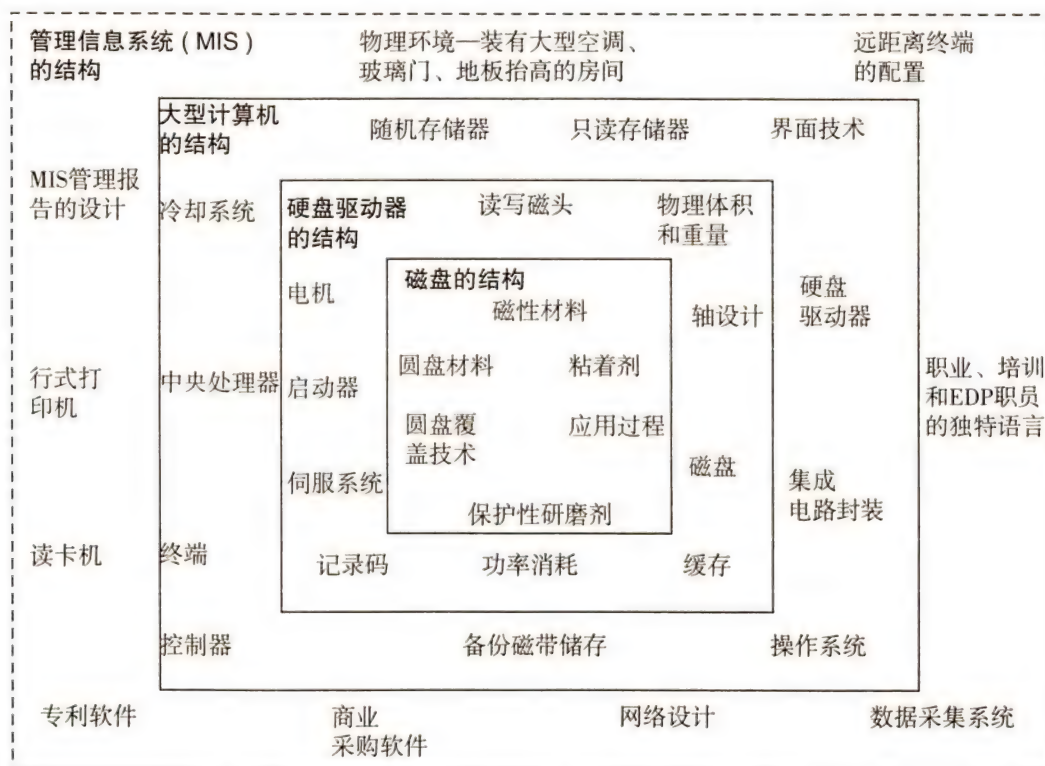 管理信息系统(MIS)
的结构
物理环境—装有大型空调、
玻璃门、地板抬高的房间
远距离终端
的配置
大型计算机
的结构
随机存储器
只读存储器
界面技术
MIS管理报
告的设计
冷却系统
硬盘驱动器
的结构
读写磁头
物理体积
和重量
电机
磁盘的结构
磁性材料
轴设计
硬盘
驱动器
行式打
印机
中央处理器
启动器
圆盘材料
粘着剂
职业、培训
和EDP职员
的独特语言
圆盘覆
盖技术
应用过程
伺服系统
磁盘
集成
电路封装
保护性研磨剂
读卡机
终端
记录码
功率消耗
缓存
控制器
备份磁带储存
操作系统
专利软件
商业
采购软件
网络设计
数据采集系统